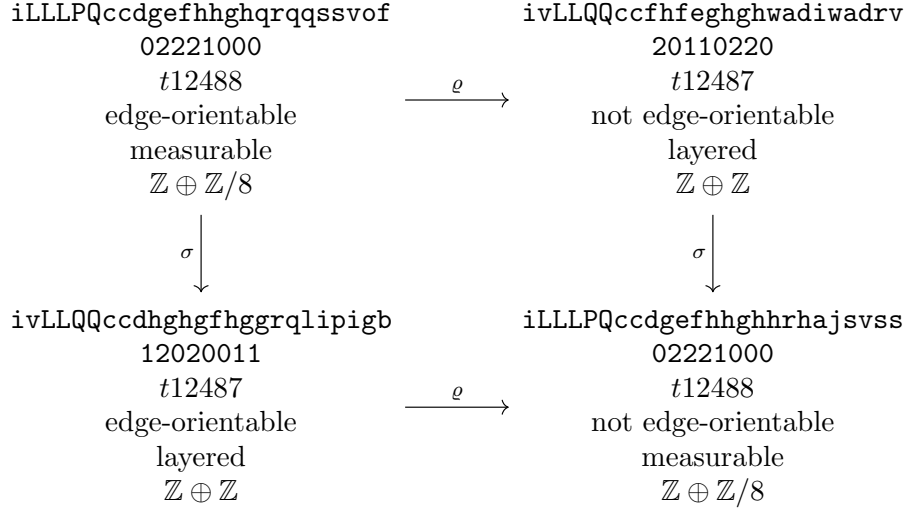 iLLLPQccdgefhhghqrqqssvof
02221000
t12488
edge-orientable
measurable
ℤ ⊕ ℤ/8
ϱ
ivLLQQccfhfeghghwadiwadrv
20110220
t12487
not edge-orientable
layered
ℤ ⊕ ℤ
σ
σ
ivLLQQccdhghgfhggrqlipigb
12020011
t12487
edge-orientable
layered
ℤ ⊕ ℤ
ϱ
iLLLPQccdgefhhghhrhajsvss
02221000
t12488
not edge-orientable
measurable
ℤ ⊕ ℤ/8